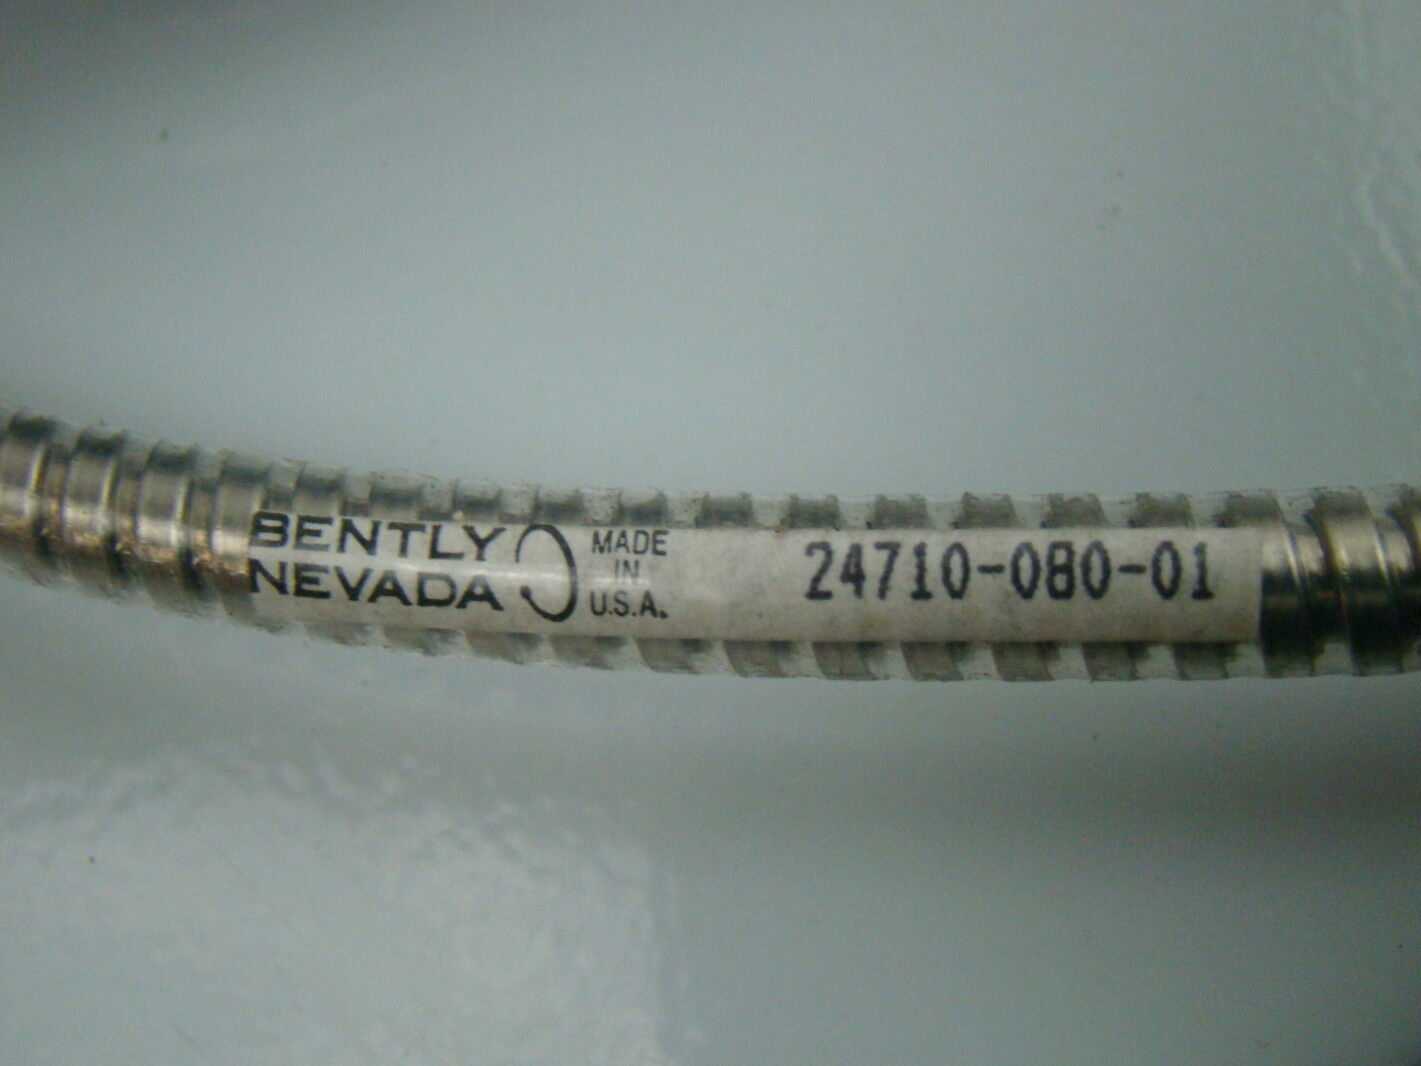 BENTLY
NEVADA
MADE
IN
U.S.A.
24710-080-01